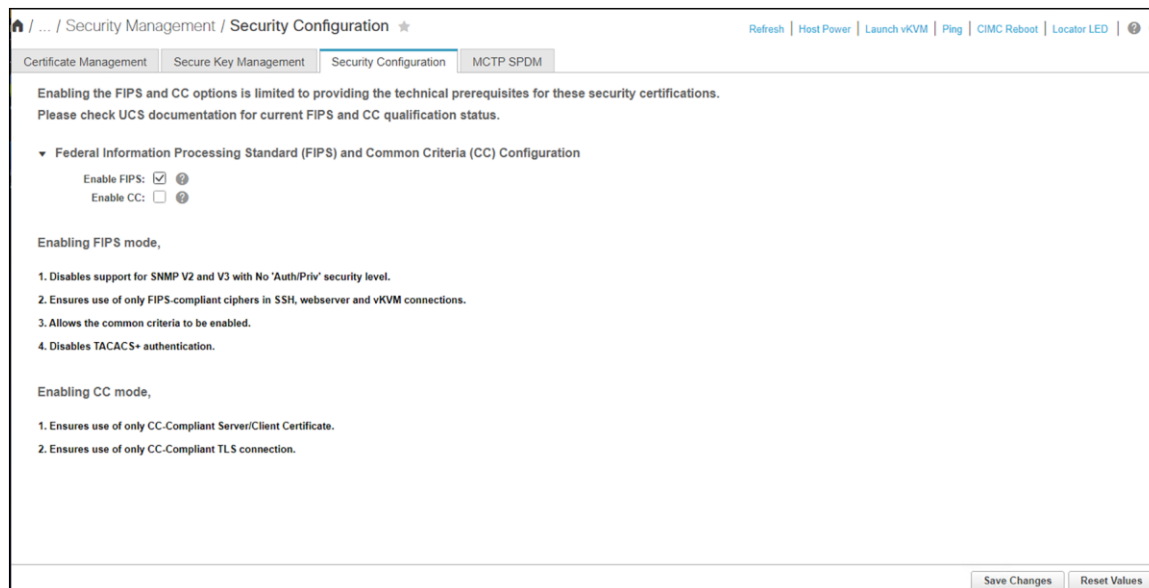 / ... / Security Management / Security Configuration
Refresh | Host Power | Launch vKVM | Ping | CIMC Reboot | Locator LED | ?
Certificate Management
Secure Key Management
Security Configuration
MCTP SPDM
Enabling the FIPS and CC options is limited to providing the technical prerequisites for these security certifications.
Please check UCS documentation for current FIPS and CC qualification status.
Federal Information Processing Standard (FIPS) and Common Criteria (CC) Configuration
Enable FIPS: ?
Enable CC: ?
Enabling FIPS mode,
1. Disables support for SNMP V2 and V3 with No 'Auth/Priv' security level.
2. Ensures use of only FIPS-compliant ciphers in SSH, webserver and vKVM connections.
3. Allows the common criteria to be enabled.
4. Disables TACACS+ authentication.
Enabling CC mode,
1. Ensures use of only CC-Compliant Server/Client Certificate.
2. Ensures use of only CC-Compliant TLS connection.
Save Changes
Reset Values